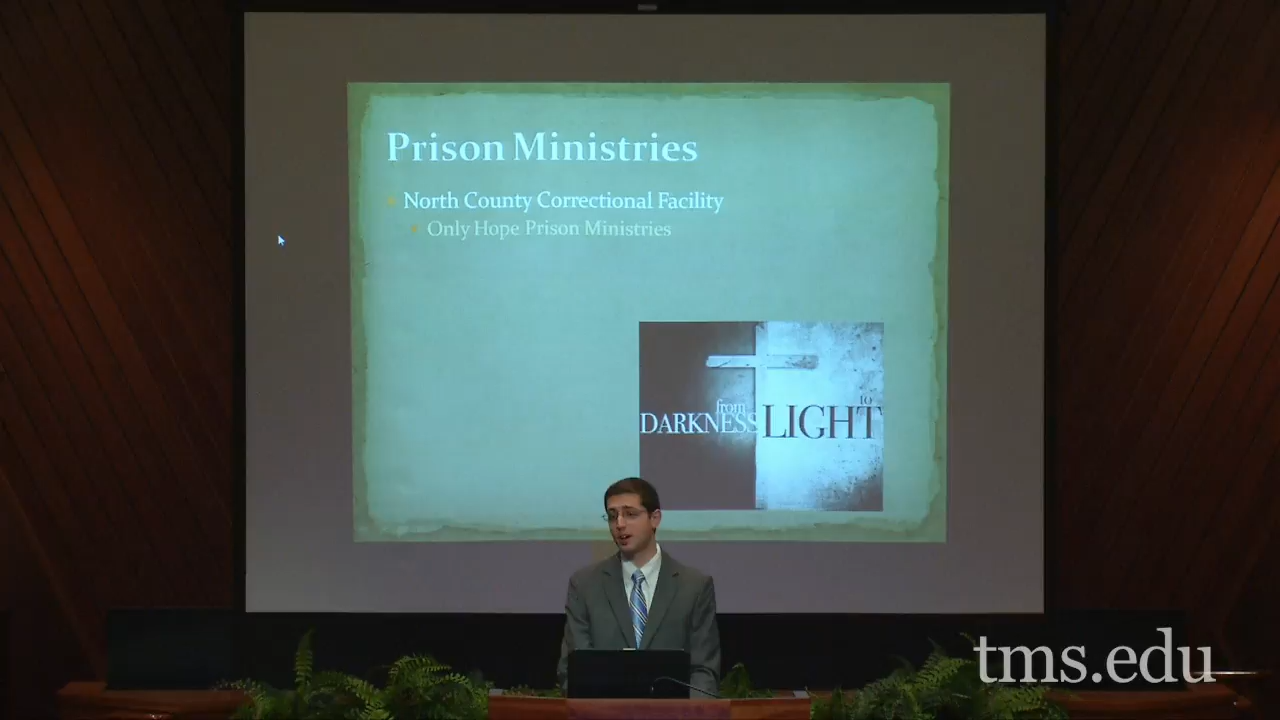 Prison Ministries
North County Correctional Facility
Only Hope Prison Ministries
from
DARKNESS
to
LIGHT
tms.edu